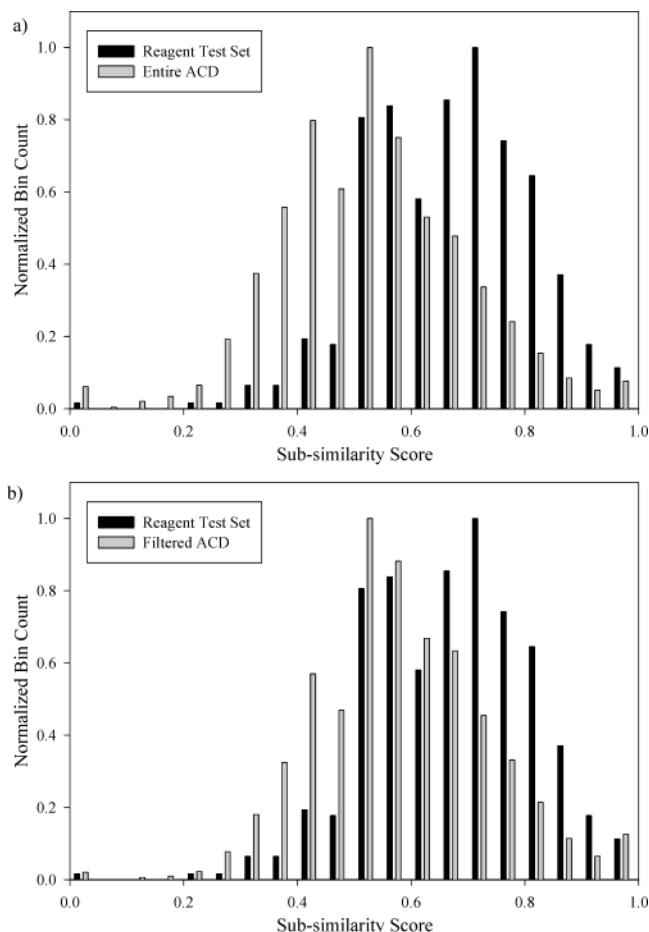 a)
Reagent Test Set
Entire ACD
Normalized Bin Count
1.0
0.8
0.6
0.4
0.2
0.0
0.0 0.2 0.4 0.6 0.8 1.0
Sub-similarity Score
b)
Reagent Test Set
Filtered ACD
Normalized Bin Count
1.0
0.8
0.6
0.4
0.2
0.0
0.0 0.2 0.4 0.6 0.8 1.0
Sub-similarity Score